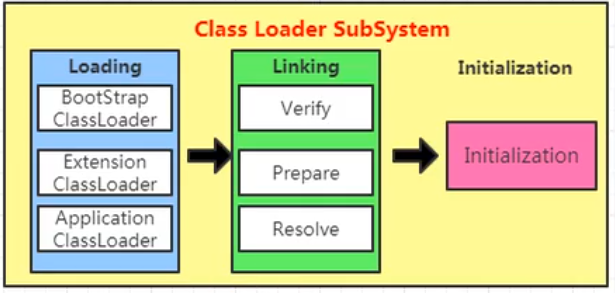 Class Loader SubSystem
Loading
BootStrap
ClassLoader
Extension
ClassLoader
Application
ClassLoader
Linking
Verify
Prepare
Resolve
Initialization
Initialization